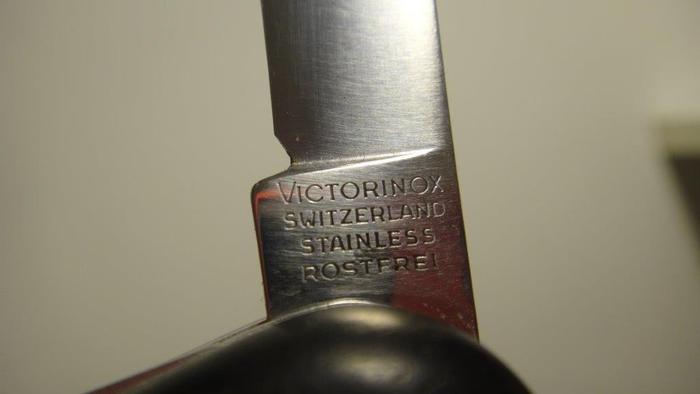 VICTORINOX
SWITZERLAND
STAINLESS
ROSTFREI